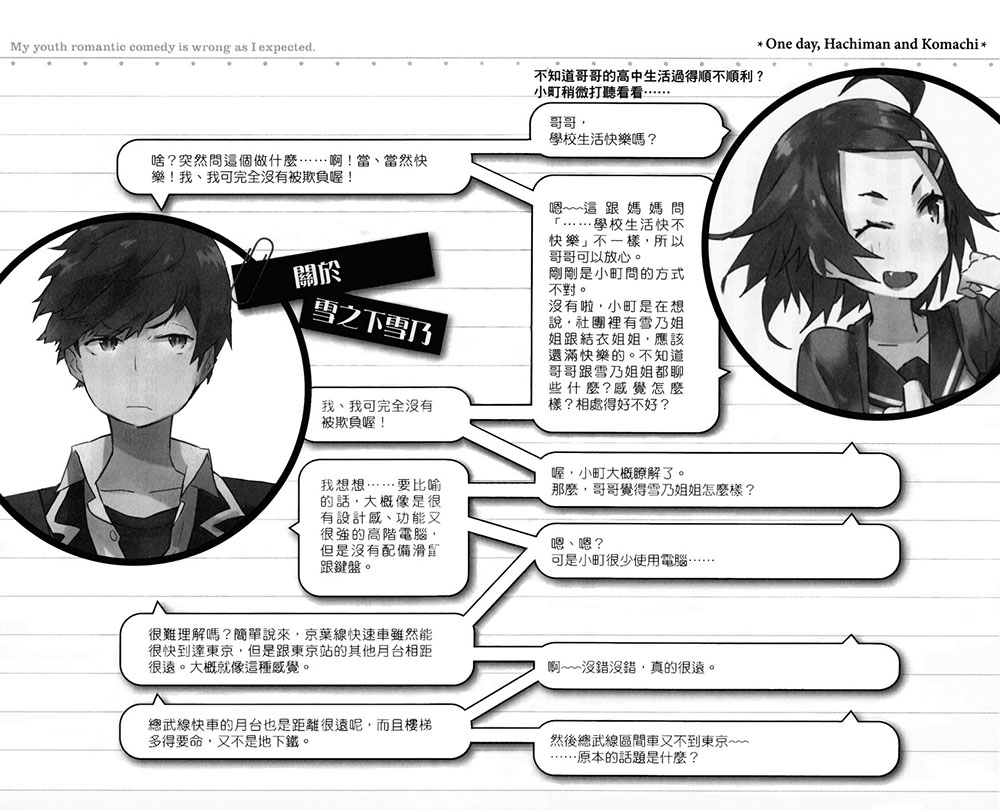 My youth romantic comedy is wrong as I expected.
*One day, Hachiman and Komachi*
不知道哥哥的高中生活過得順不順利？
小町稍微打聽看看……
哥哥，
學校生活快樂嗎？
啥？突然問這個做什麼……啊！當、當然快
樂！我、我可完全沒有被欺負喔！
嗯~~這跟媽媽問
「……學校生活快不
快樂」不一樣，所以
哥哥可以放心。
剛剛是小町問的方式
不對。
沒有啦，小町是在想
說，社團裡有雪乃姐
姐跟結衣姐姐，應該
還滿快樂的。不知道
哥哥跟雪乃姐姐都聊
些什麼？感覺怎麼
樣？相處得好不好？
關於
雪之下雪乃
我、我可完全沒有
被欺負喔！
喔，小町大概瞭解了。
那麼，哥哥覺得雪乃姐姐怎麼樣？
我想想……要比喻
的話，大概像是很
有設計感、功能又
很強的高階電腦，
但是沒有配備滑鼠
跟鍵盤。
嗯、嗯？
可是小町很少使用電腦……
很難理解嗎？簡單說來，京葉線快速車雖然能
很快到達東京，但是跟東京站的其他月台相距
很遠。大概就像這種感覺。
啊~~沒錯沒錯，真的很遠。
總武線快車的月台也是距離很遠呢，而且樓梯
多得要命，又不是地下鐵。
然後總武線區間車又不到東京~~
……原本的話題是什麼？